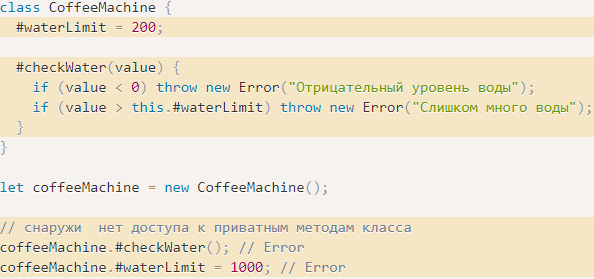 class CoffeeMachine {
  #waterLimit = 200;

  #checkWater(value) {
    if (value < 0) throw new Error("Отрицательный уровень воды");
    if (value > this.#waterLimit) throw new Error("Слишком много воды");
  }
}

let coffeeMachine = new CoffeeMachine();

// снаружи  нет доступа к приватным методам класса
coffeeMachine.#checkWater(); // Error
coffeeMachine.#waterLimit = 1000; // Error